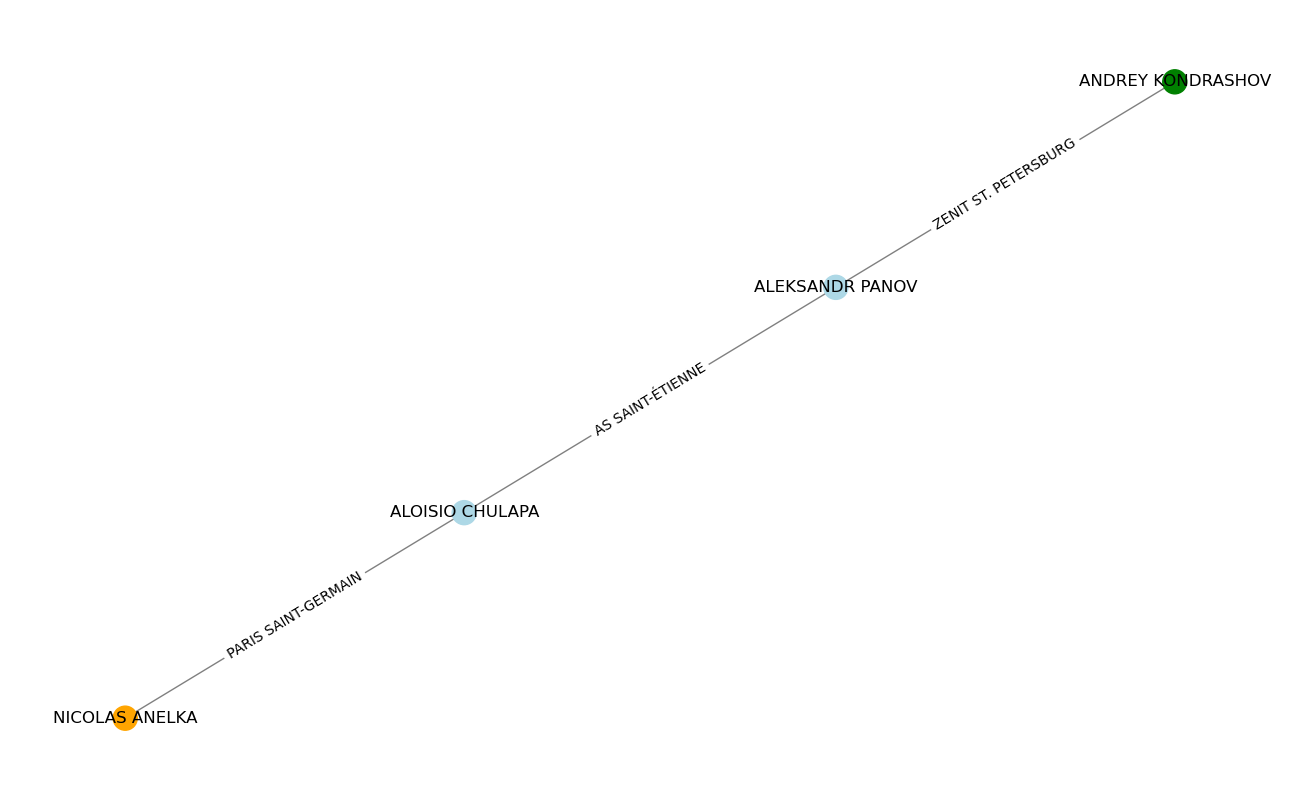 ANDREY KONDRASHOV
ZENIT ST. PETERSBURG
ALEKSANDR PANOV
AS SAINT-ÉTIENNE
ALOISIO CHULAPA
PARIS SAINT-GERMAIN
NICOLAS ANELKA